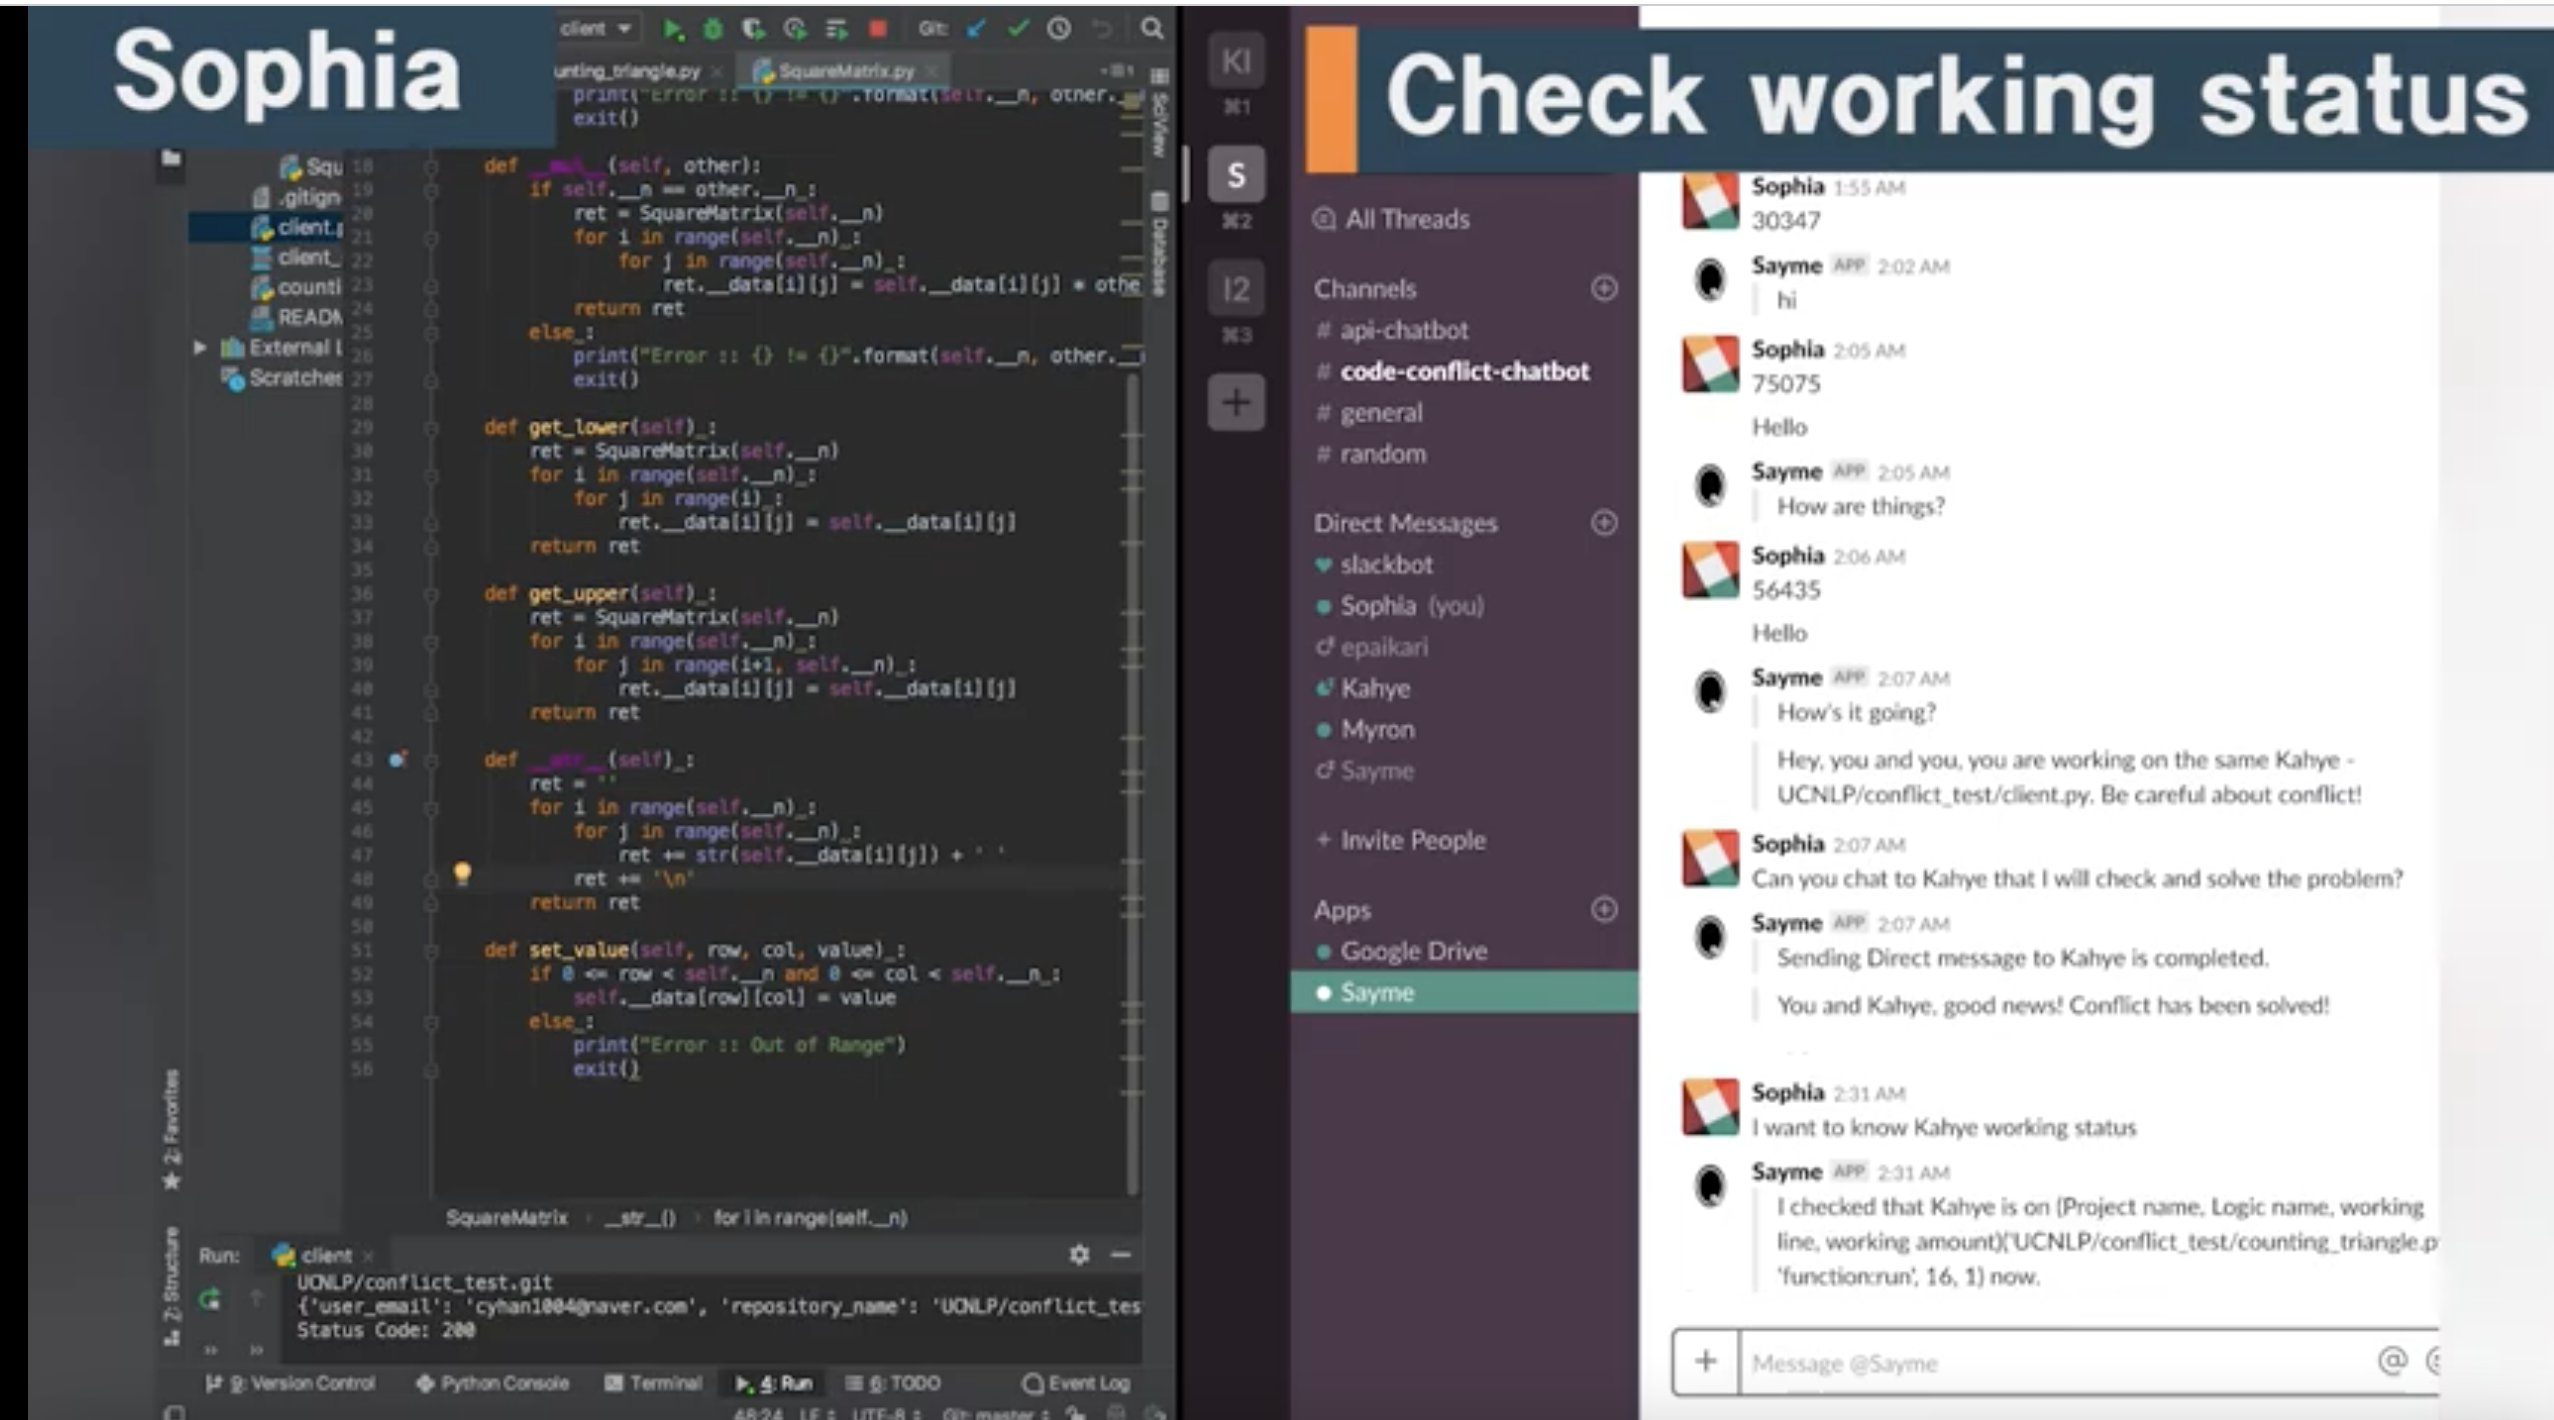 Sophia
client
Git:
unting_triangle.py
SquareMatrix.py
print("Error :: {} != {}".format(self.__n, other._
exit()
SciView
Database
Squ
.gitign
client.p
client_
counti
READM
External L
Scratches
18 def __mul__(self, other):
19 if self.__n == other.__n :
20 ret = SquareMatrix(self.__n)
21 for i in range(self.__n) :
22 for j in range(self.__n) :
23 ret.__data[i][j] = self.__data[i][j] * othe
24 return ret
25 else :
26 print("Error :: {} != {}".format(self.__n, other.__
27 exit()
28
29 def get_lower(self) :
30 ret = SquareMatrix(self.__n)
31 for i in range(self.__n) :
32 for j in range(i) :
33 ret.__data[i][j] = self.__data[i][j]
34 return ret
35
36 def get_upper(self) :
37 ret = SquareMatrix(self.__n)
38 for i in range(self.__n) :
39 for j in range(i+1, self.__n) :
40 ret.__data[i][j] = self.__data[i][j]
41 return ret
42
43 def __str__(self) :
44 ret = ''
45 for i in range(self.__n) :
46 for j in range(self.__n) :
47 ret += str(self.__data[i][j]) + ' '
48 ret += '\n'
49 return ret
50
51 def set_value(self, row, col, value) :
52 if 0 <= row < self.__n and 0 <= col < self.__n :
53 self.__data[row][col] = value
54 else :
55 print("Error :: Out of Range")
56 exit()
2: Favorites
7: Structure
SquareMatrix › __str__() › for i in range(self.__n)
Run: client
UCNLP/conflict_test.git
{'user_email': 'cyhan1004@naver.com', 'repository_name': 'UCNLP/conflict_tes
Status Code: 200
9: Version Control
Python Console
Terminal
4: Run
6: TODO
Event Log
48:24 LF UTF-8 Git: master
KI
⌘1
S
⌘2
I2
⌘3
+
Check working status
All Threads
Channels
# api-chatbot
# code-conflict-chatbot
# general
# random
Direct Messages
slackbot
Sophia (you)
epaikari
Kahye
Myron
Sayme
+ Invite People
Apps
Google Drive
Sayme
Sophia 1:55 AM
30347
Sayme APP 2:02 AM
hi
Sophia 2:05 AM
75075
Hello
Sayme APP 2:05 AM
How are things?
Sophia 2:06 AM
56435
Hello
Sayme APP 2:07 AM
How's it going?
Hey, you and you, you are working on the same Kahye -
UCNLP/conflict_test/client.py. Be careful about conflict!
Sophia 2:07 AM
Can you chat to Kahye that I will check and solve the problem?
Sayme APP 2:07 AM
Sending Direct message to Kahye is completed.
You and Kahye, good news! Conflict has been solved!
Sophia 2:31 AM
I want to know Kahye working status
Sayme APP 2:31 AM
I checked that Kahye is on (Project name, Logic name, working
line, working amount)('UCNLP/conflict_test/counting_triangle.p
'function:run', 16, 1) now.
+ Message @Sayme @